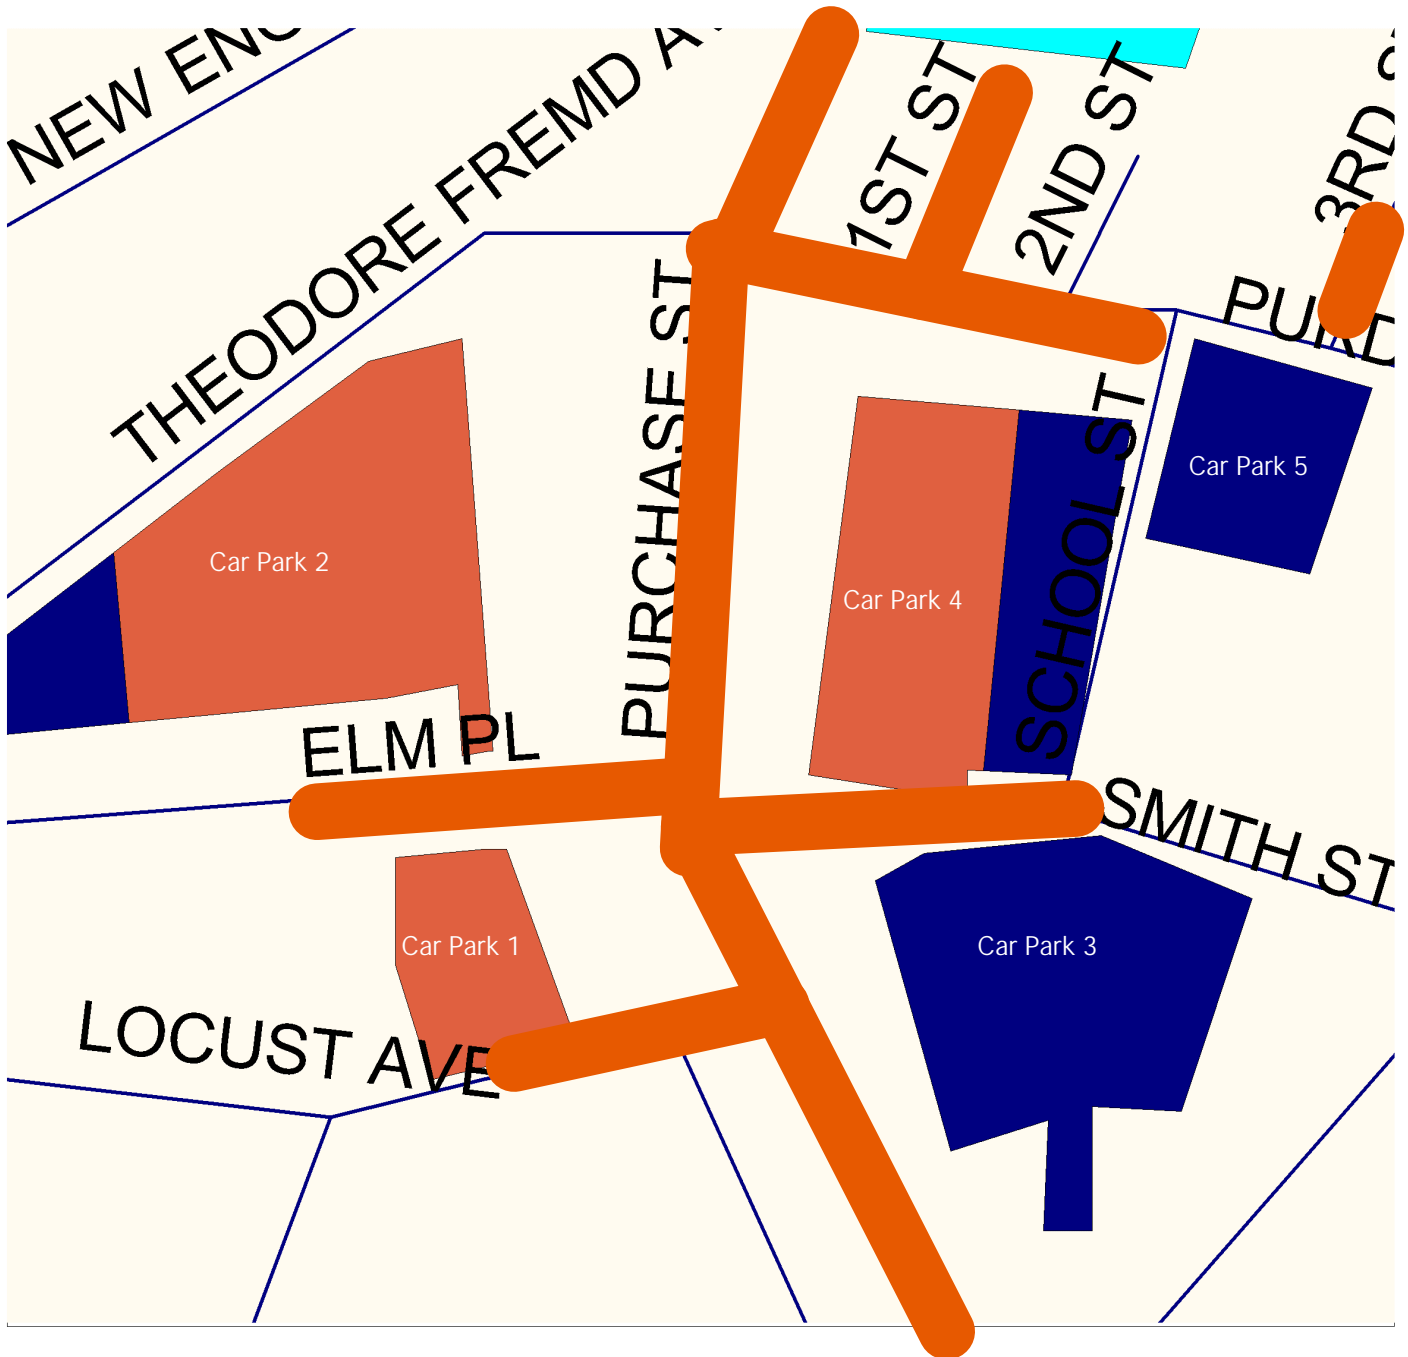 NEW ENG
THEODORE FREMD AV
1ST ST
2ND ST
3RD S
PURD
PURCHASE ST
SCHOOL ST
Car Park 5
Car Park 2
Car Park 4
ELM PL
SMITH ST
Car Park 1
Car Park 3
LOCUST AVE